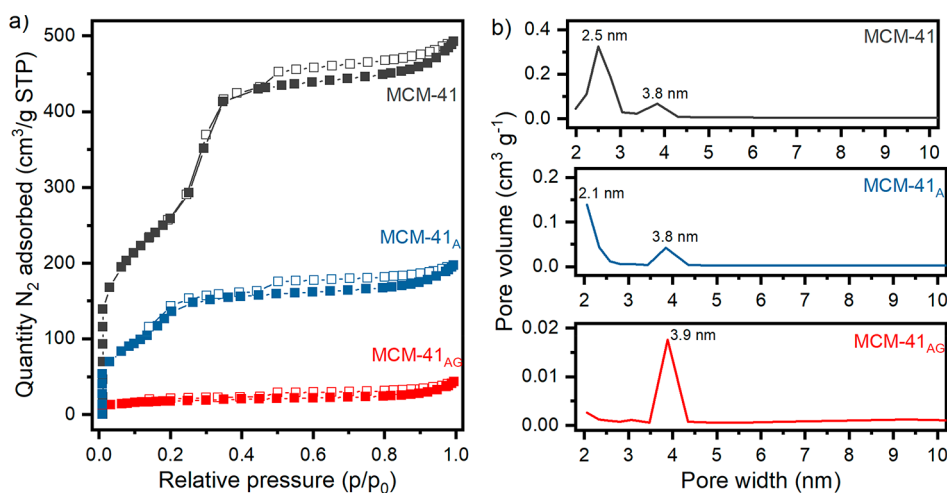 a)
Quantity N₂ adsorbed (cm³/g STP)
500
400
300
200
100
0
MCM-41
MCM-41A
MCM-41AG
0.0 0.2 0.4 0.6 0.8 1.0
Relative pressure (p/p₀)
b)
Pore volume (cm³ g⁻¹)
MCM-41
2.5 nm
3.8 nm
0.4
0.2
0.0
2 3 4 5 6 7 8 9 10
MCM-41A
2.1 nm
3.8 nm
0.2
0.1
0.0
2 3 4 5 6 7 8 9 10
MCM-41AG
3.9 nm
0.02
0.01
0.00
2 3 4 5 6 7 8 9 10
Pore width (nm)